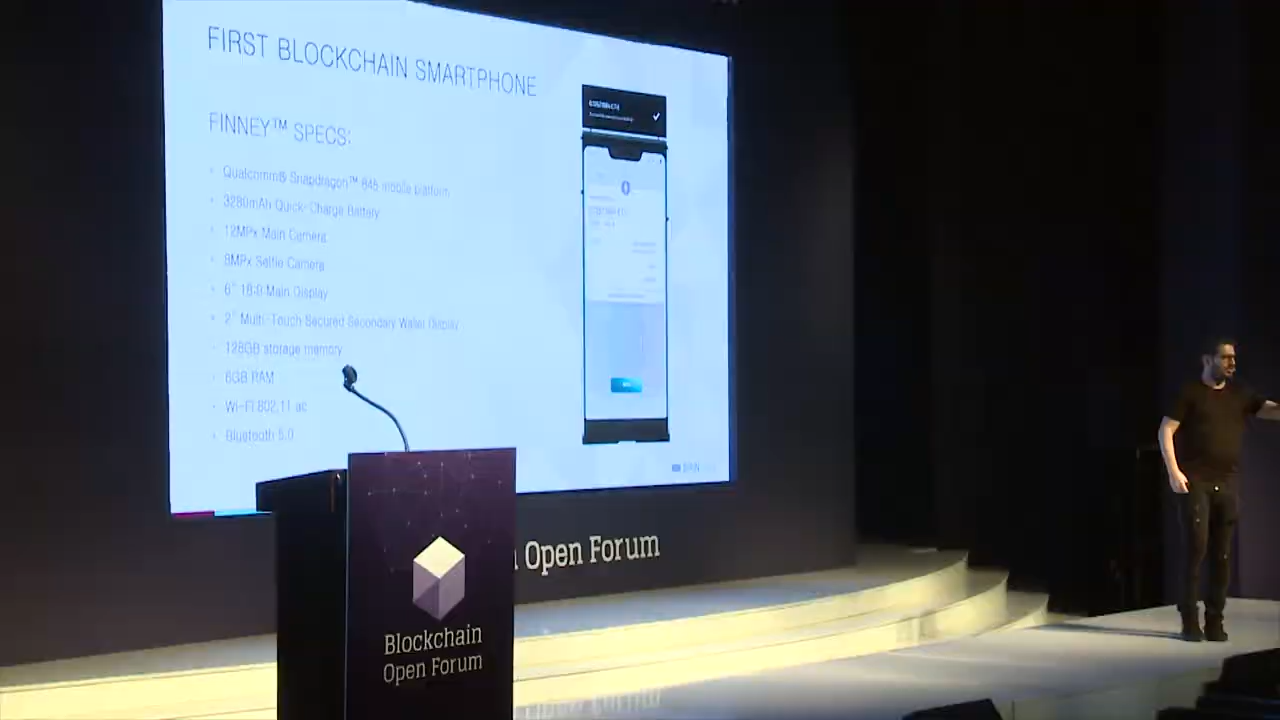 FIRST BLOCKCHAIN SMARTPHONE
FINNEY™ SPECS:
Qualcomm® Snapdragon™ 845 mobile platform
3280mAh Quick-Charge Battery
12MPx Main Camera
8MPx Selfie Camera
6" 18:9 Main Display
2" Multi-Touch Secured Secondary Wallet Display
128GB storage memory
6GB RAM
Wi-Fi 802.11 ac
Bluetooth 5.0
Open Forum
Blockchain
Open Forum